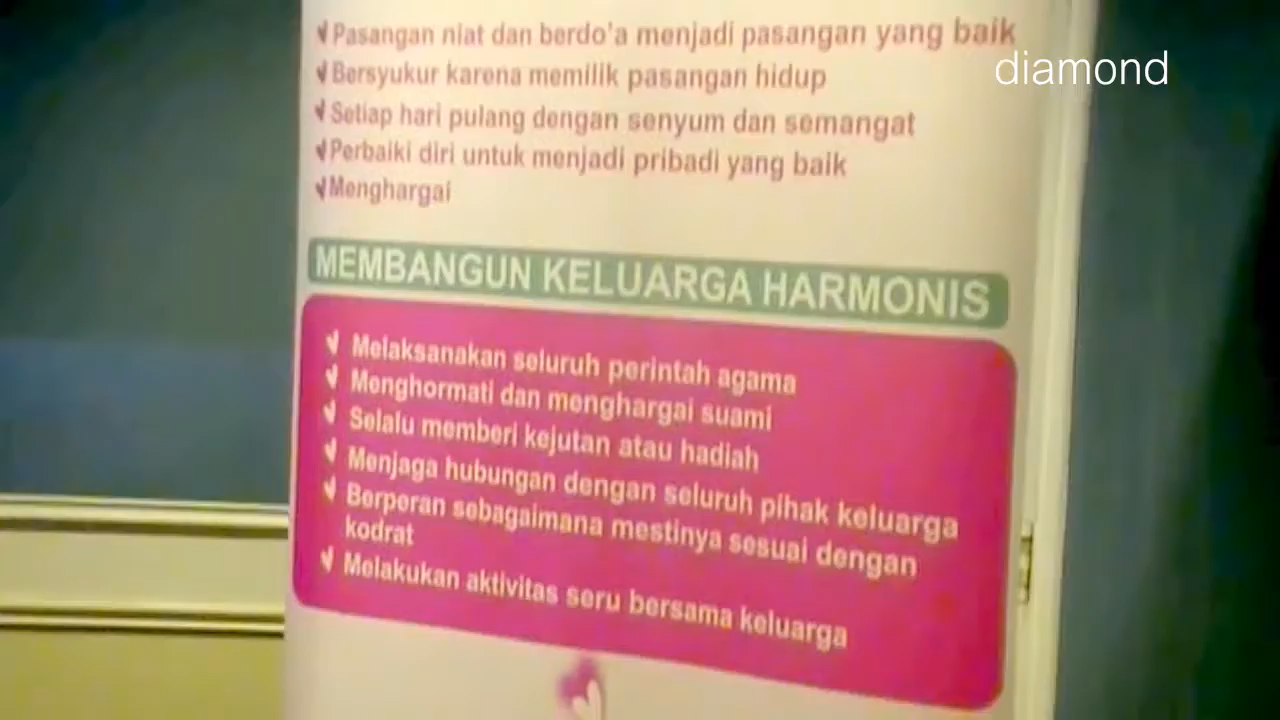 Pasangan niat dan berdo'a menjadi pasangan yang baik
diamond
Bersyukur karena memilik pasangan hidup
Setiap hari pulang dengan senyum dan semangat
Perbaiki diri untuk menjadi pribadi yang baik
Menghargai
MEMBANGUN KELUARGA HARMONIS
Melaksanakan seluruh perintah agama
Menghormati dan menghargai suami
Selalu memberi kejutan atau hadiah
Menjaga hubungan dengan seluruh pihak keluarga
Berperan sebagaimana mestinya sesuai dengan
kodrat
Melakukan aktivitas seru bersama keluarga